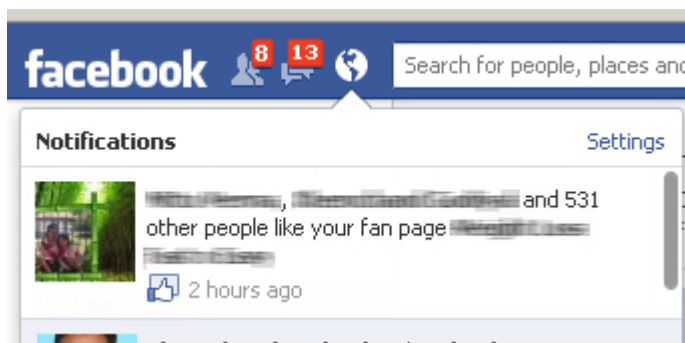 facebook
8
13
Search for people, places and
Notifications
Settings
and 531
other people like your fan page
2 hours ago